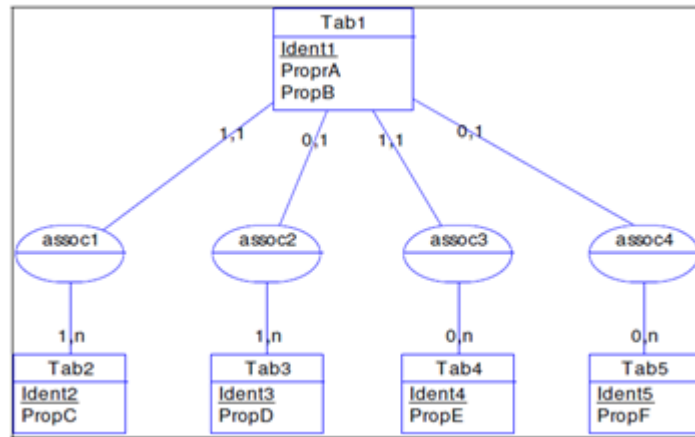 Tab1
Ident1
ProprA
PropB
1,1 0,1 1,1 0,1
assoc1 assoc2 assoc3 assoc4
1,n 1,n 0,n 0,n
Tab2 Tab3 Tab4 Tab5
Ident2 Ident3 Ident4 Ident5
PropC PropD PropE PropF